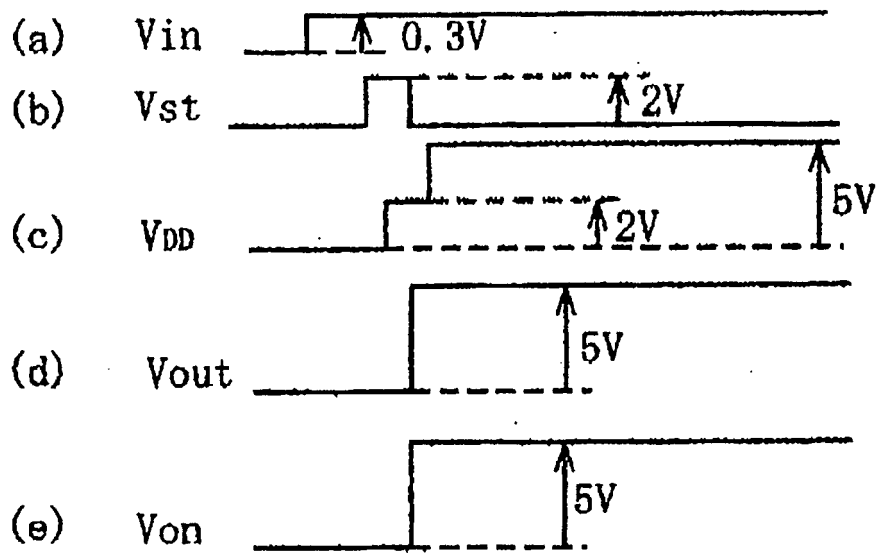 (a) Vin 0.3V
(b) Vst 2V
5V
(c) VDD 2V
(d) Vout 5V
(e) Von 5V